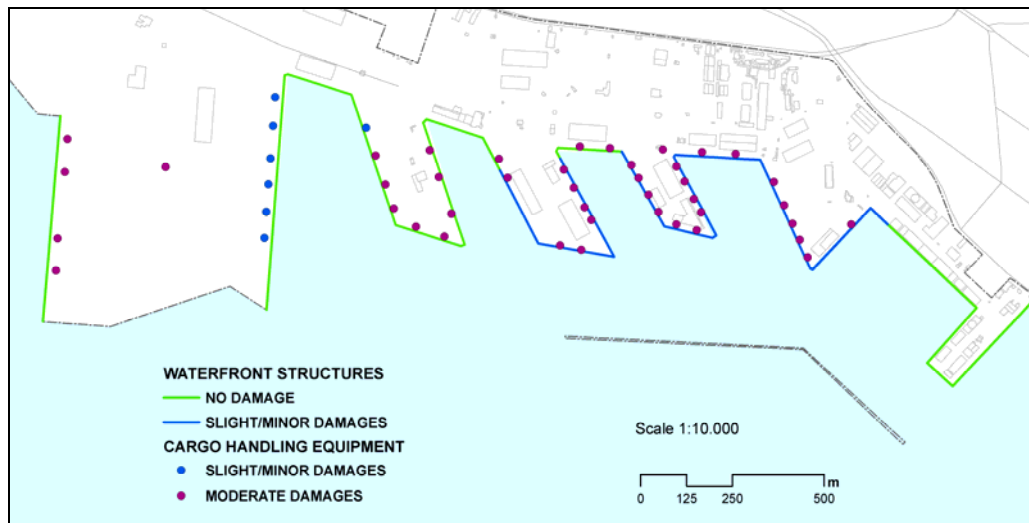 WATERFRONT STRUCTURES
NO DAMAGE
SLIGHT/MINOR DAMAGES
CARGO HANDLING EQUIPMENT
SLIGHT/MINOR DAMAGES
MODERATE DAMAGES
Scale 1:10.000
m
0 125 250 500